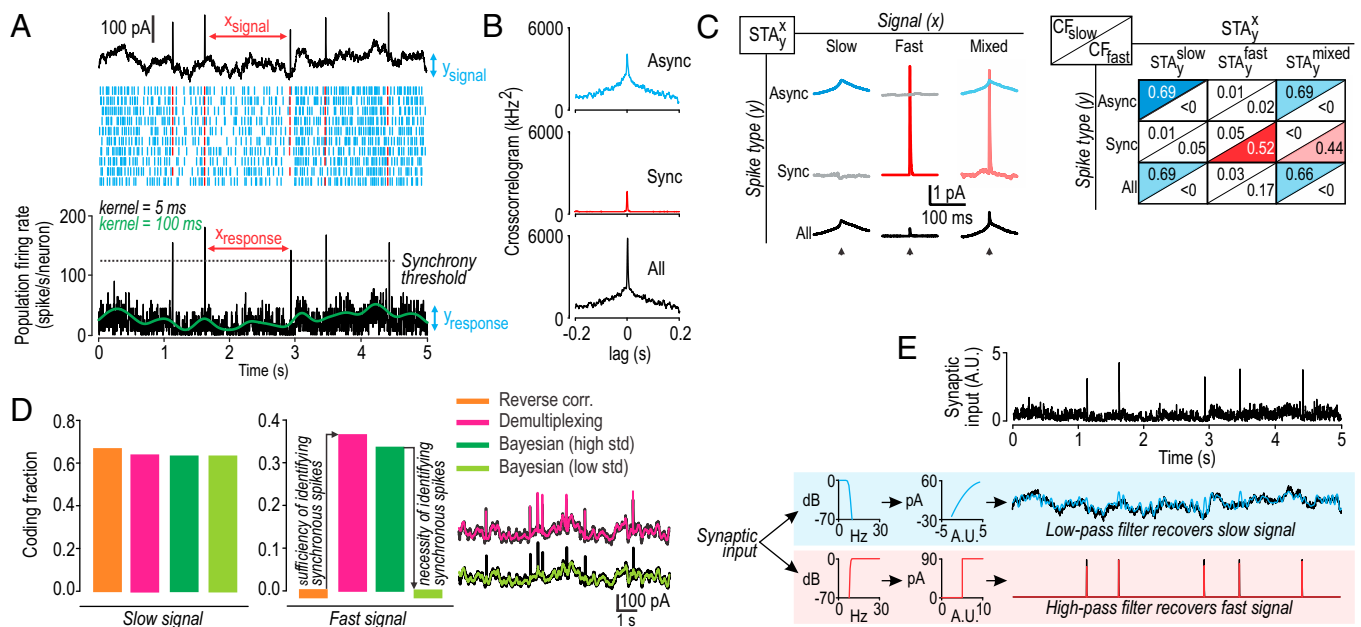 A
100 pA
xsignal
ysignal
Population firing rate
(spike/s/neuron)
200
100
0
kernel = 5 ms
kernel = 100 ms
xresponse
Synchrony
threshold
yresponse
0 1 2 3 4 5
Time (s)
B
Crosscorrelogram (kHz2)
6000
0
Async
6000
0
Sync
6000
0
All
-0.2 0 0.2
lag (s)
C
STAyx
Signal (x)
Slow Fast Mixed
Spike type (y)
Async
Sync
All
1 pA
100 ms
CFslow
CFfast
STAyx
STAyslow STAyfast STAymixed
Spike type (y)
Async 0.69 <0 0.01 0.02 0.69 <0
Sync 0.01 0.05 0.05 0.52 <0 0.44
All 0.69 <0 0.03 0.17 0.66 <0
D
Coding fraction
0.8
0.6
0.4
0.2
0.0
Slow signal
0.4
0.3
0.2
0.1
0.0
sufficiency of identifying
synchronous spikes
necessity of identifying
synchronous spikes
Fast signal
Reverse corr.
Demultiplexing
Bayesian (high std)
Bayesian (low std)
100 pA
1 s
E
Synaptic
input (A.U.)
5
0
0 1 2 3 4 5
Time (s)
Synaptic
input
0
dB
-70
0 30
Hz
60
pA
-30
-5 5
A.U.
Low-pass filter recovers slow signal
0
dB
-70
0 30
Hz
90
pA
0
0 10
A.U.
High-pass filter recovers fast signal